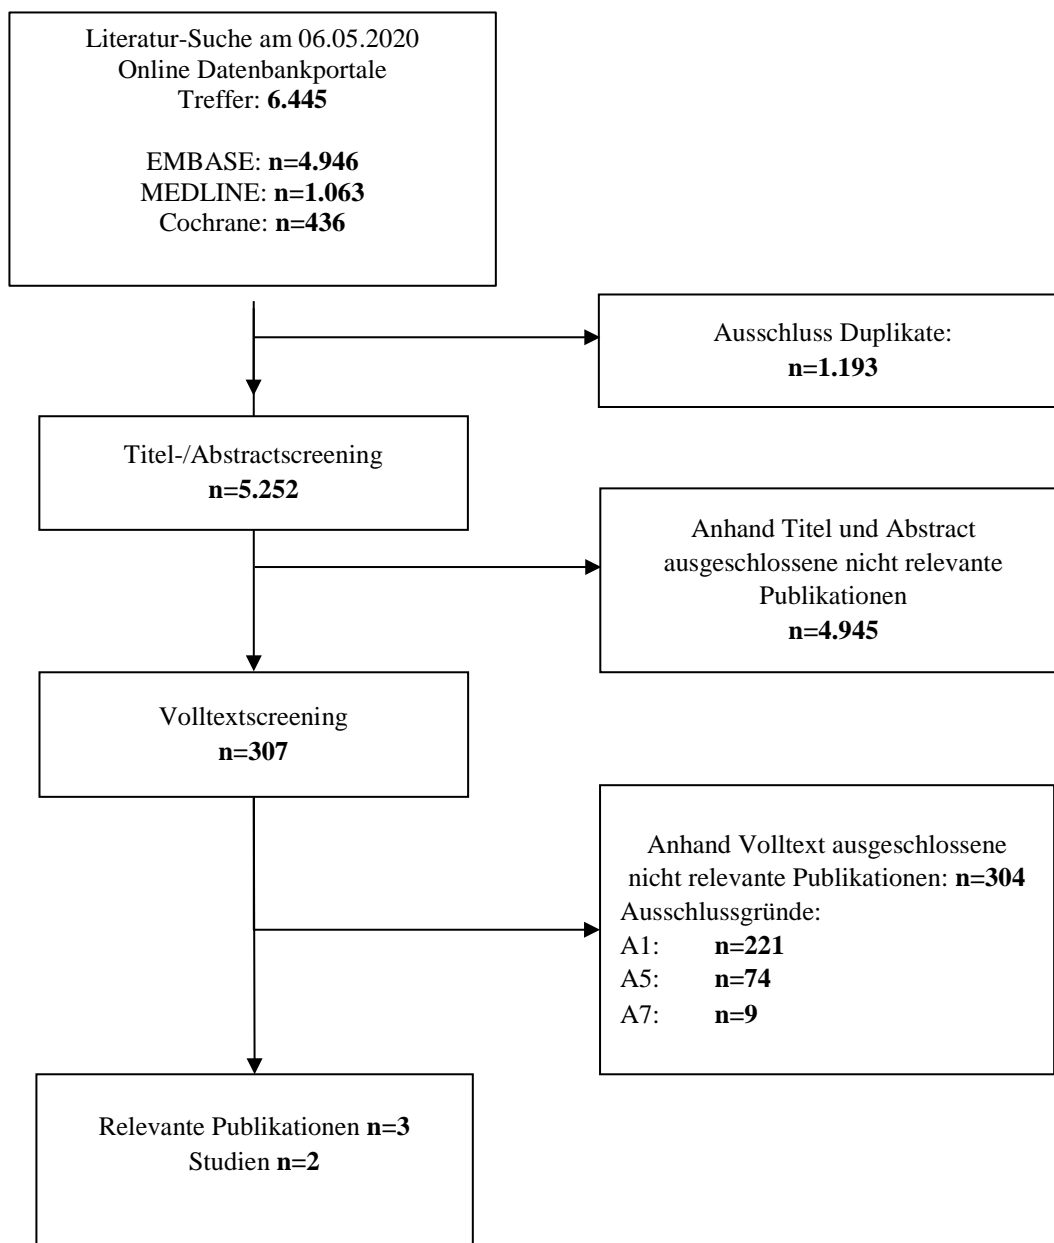 Literatur-Suche am 06.05.2020
Online Datenbankportale
Treffer: 6.445
EMBASE: n=4.946
MEDLINE: n=1.063
Cochrane: n=436
Ausschluss Duplikate:
n=1.193
Titel-/Abstractscreening
n=5.252
Anhand Titel und Abstract
ausgeschlossene nicht relevante
Publikationen
n=4.945
Volltextscreening
n=307
Anhand Volltext ausgeschlossene
nicht relevante Publikationen: n=304
Ausschlussgründe:
A1: n=221
A5: n=74
A7: n=9
Relevante Publikationen n=3
Studien n=2